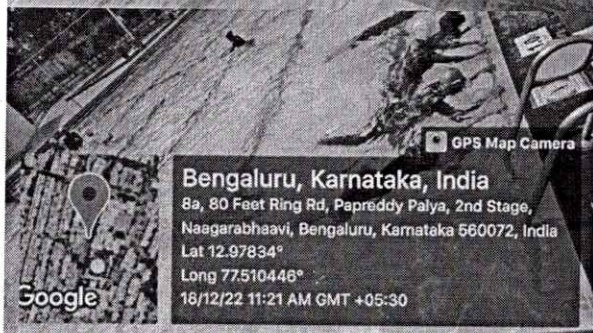 GPS Map Camera
Bengaluru, Karnataka, India
8a, 80 Feet Ring Rd, Papreddy Palya, 2nd Stage,
Naagarabhaavi, Bengaluru, Karnataka 560072, India
Lat 12.97834°
Long 77.510446°
18/12/22 11:21 AM GMT +05:30
Google